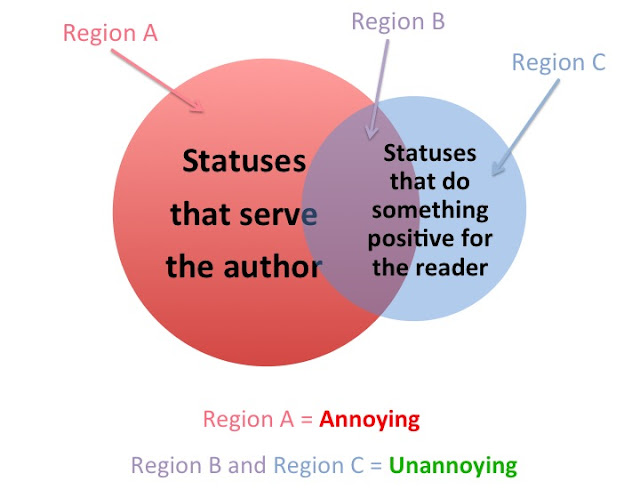 Region A
Region B
Region C
Statuses
that serve
the author
Statuses
that do
something
positive for
the reader
Region A = Annoying
Region B and Region C = Unannoying